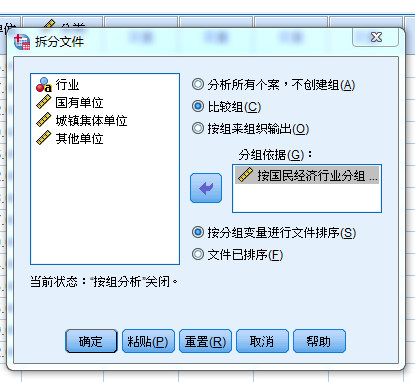 拆分文件
行业
国有单位
城镇集体单位
其他单位
分析所有个案，不创建组(A)
比较组(C)
按组来组织输出(O)
分组依据(G)：
按国民经济行业分组 ...
按分组变量进行文件排序(S)
文件已排序(F)
当前状态："按组分析"关闭。
确定
粘贴(P)
重置(R)
取消
帮助